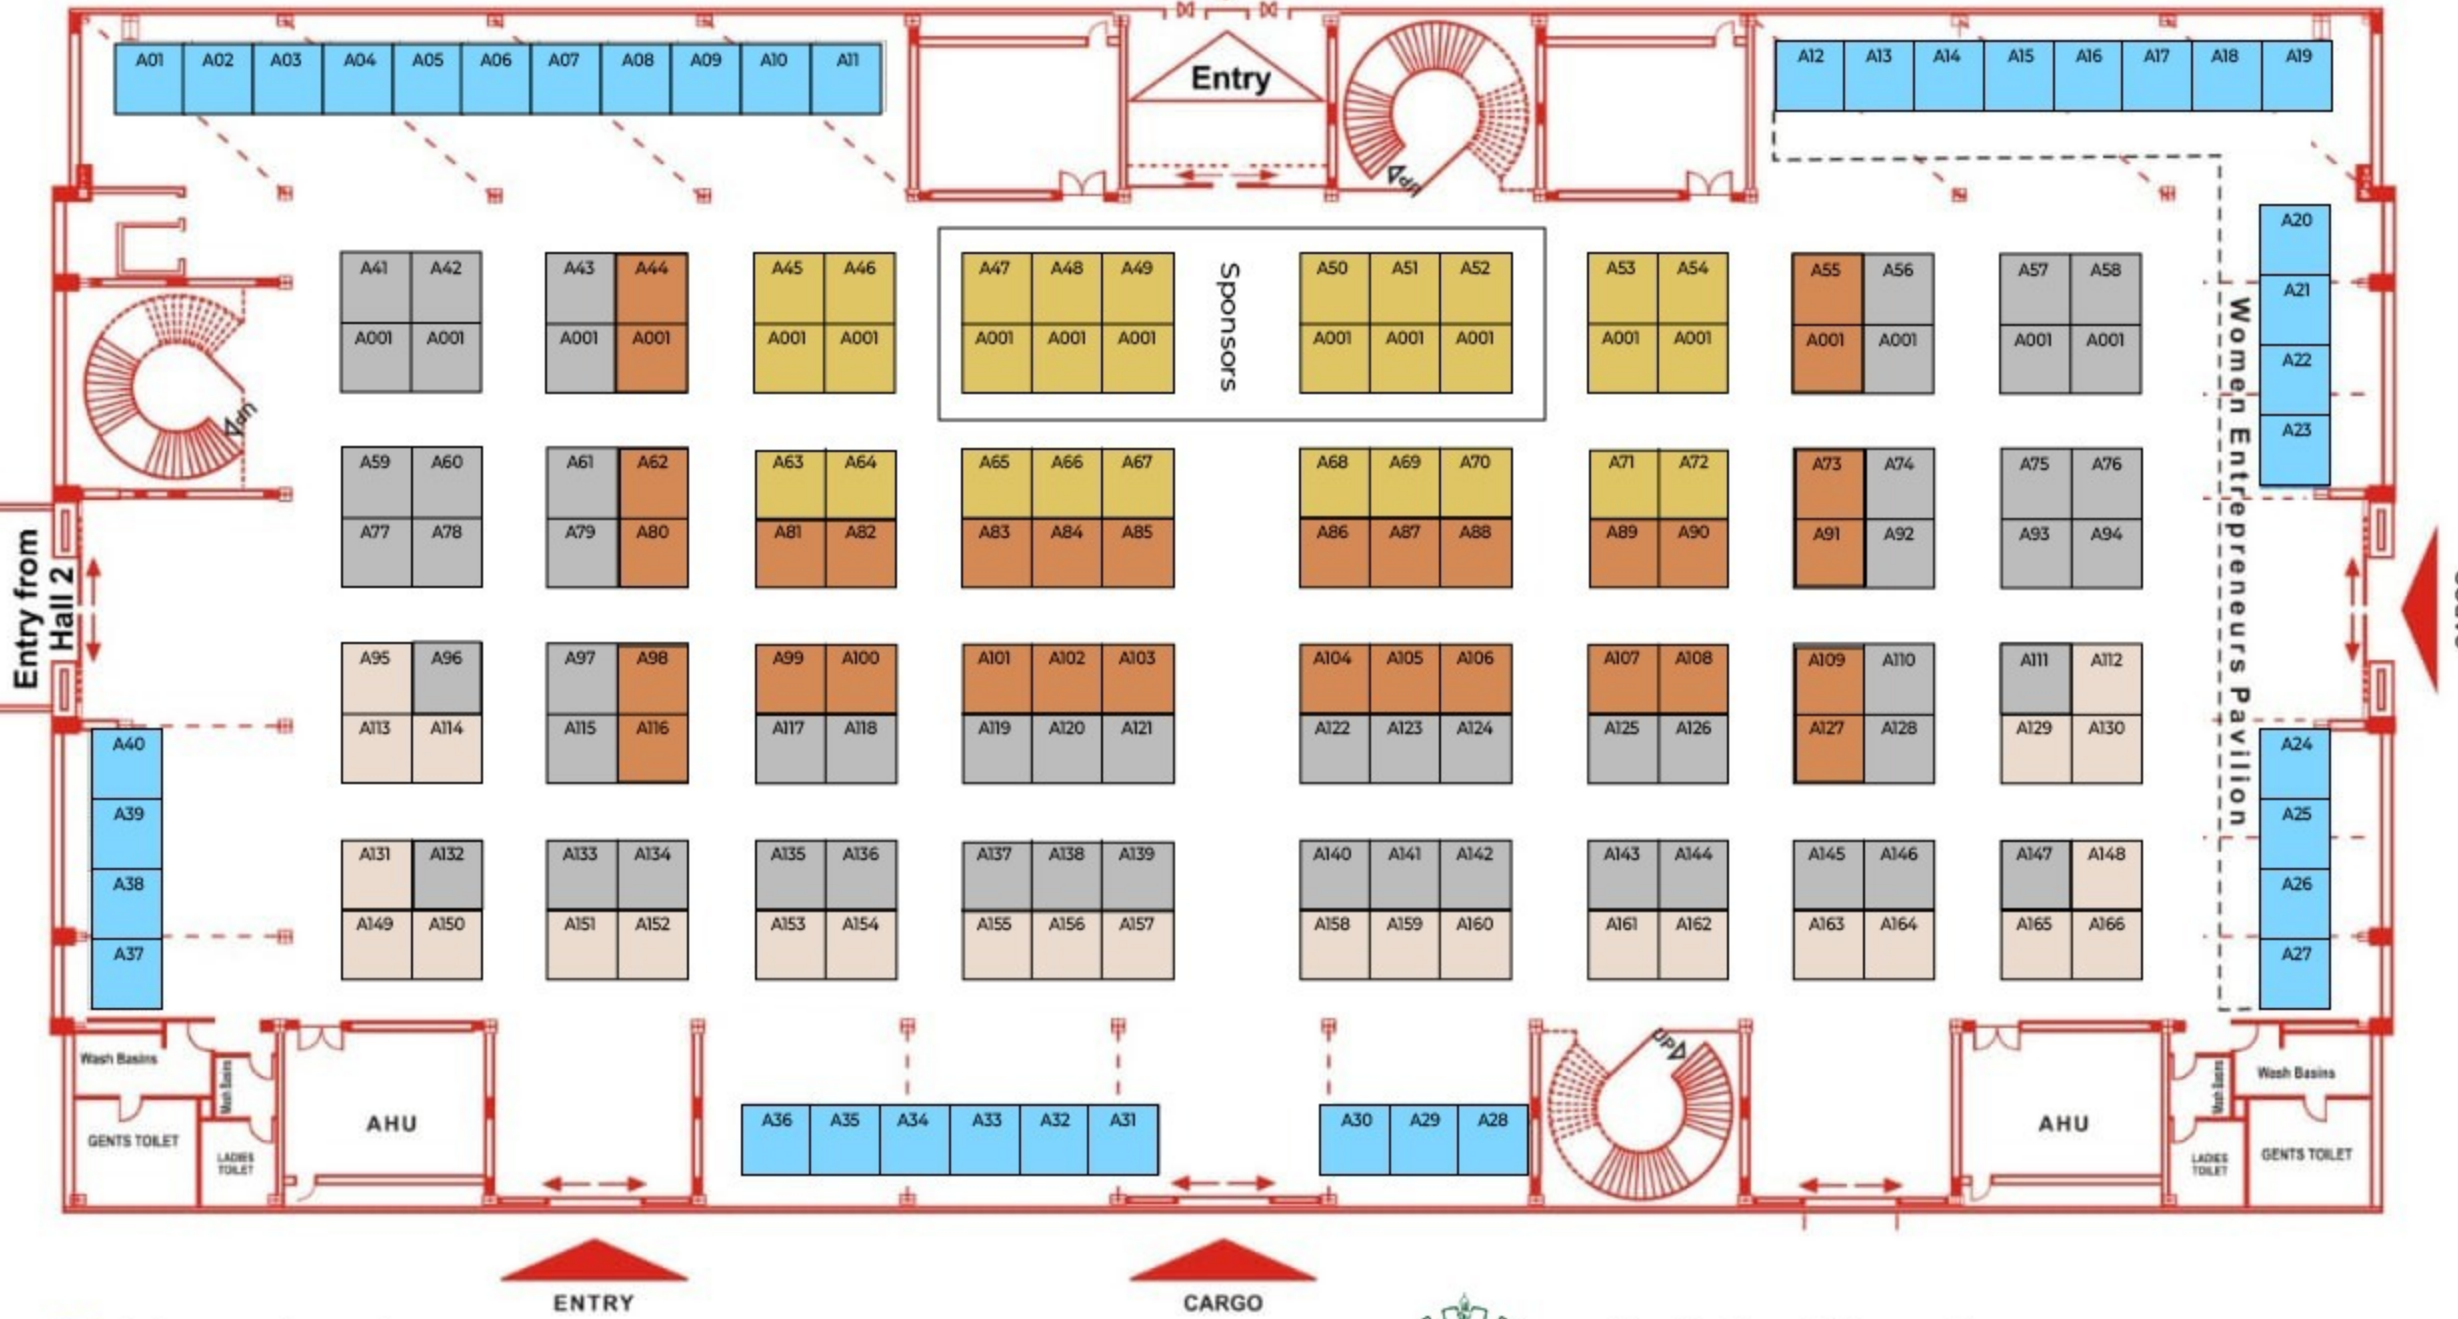 A01 A02 A03 A04 A05 A06 A07 A08 A09 A10 A11
Entry
UP
A12 A13 A14 A15 A16 A17 A18 A19
A20
A21
A22
A23
Women Entrepreneurs Pavilion
A41 A42 A43 A44 A45 A46 A47 A48 A49 A50 A51 A52 A53 A54 A55 A56 A57 A58
Sponsors
A001 A001 A001 A001 A001 A001 A001 A001 A001 A001 A001 A001 A001 A001 A001 A001 A001 A001
UP
A59 A60 A61 A62 A63 A64 A65 A66 A67 A68 A69 A70 A71 A72 A73 A74 A75 A76
A77 A78 A79 A80 A81 A82 A83 A84 A85 A86 A87 A88 A89 A90 A91 A92 A93 A94
Entry from
Hall 2
A95 A96 A97 A98 A99 A100 A101 A102 A103 A104 A105 A106 A107 A108 A109 A110 A111 A112
A113 A114 A115 A116 A117 A118 A119 A120 A121 A122 A123 A124 A125 A126 A127 A128 A129 A130
A40
A39
A38
A37
A24
A25
A26
A27
A131 A132 A133 A134 A135 A136 A137 A138 A139 A140 A141 A142 A143 A144 A145 A146 A147 A148
A149 A150 A151 A152 A153 A154 A155 A156 A157 A158 A159 A160 A161 A162 A163 A164 A165 A166
Wash Basins
Wash Basins
GENTS TOILET
LADIES
TOILET
AHU
A36 A35 A34 A33 A32 A31
A30 A29 A28
UP
AHU
Wash Basins
Wash Basins
LADIES
TOILET
GENTS TOILET
ENTRY
CARGO